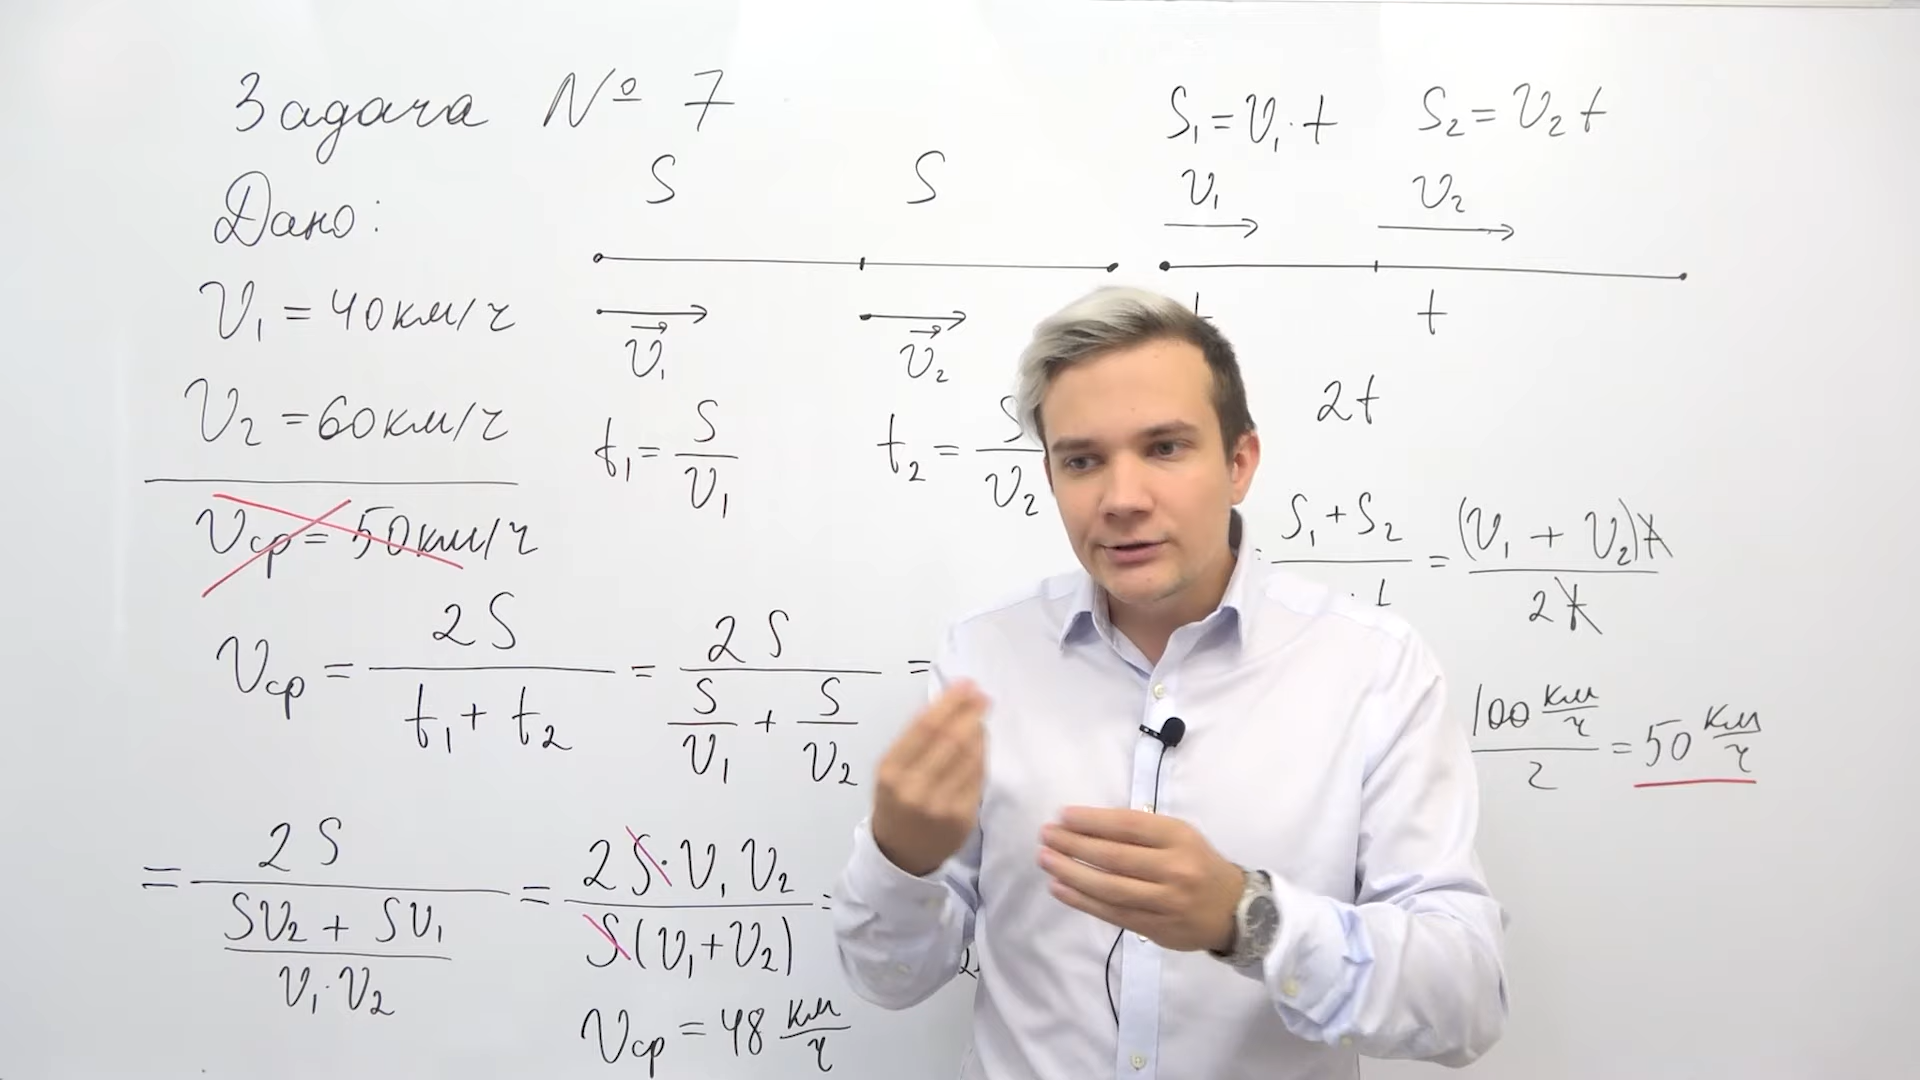 Задача № 7
Дано:
V₁ = 40 км/ч
V₂ = 60 км/ч
Vср = 50 км/ч
S S
V₁ V₂
t₁ = S/V₁ t₂ = S/V₂
Vср = 2S/(t₁ + t₂) = 2S/(S/V₁ + S/V₂) =
= 2S/((SV₂ + SV₁)/(V₁·V₂)) = 2S·V₁V₂/(S(V₁+V₂)) =
Vср = 48 км/ч
S₁ = V₁·t S₂ = V₂t
V₁ V₂
t t
2t
= (S₁ + S₂)/ = (V₁ + V₂)t/2t
100 км/ч/2 = 50 км/ч